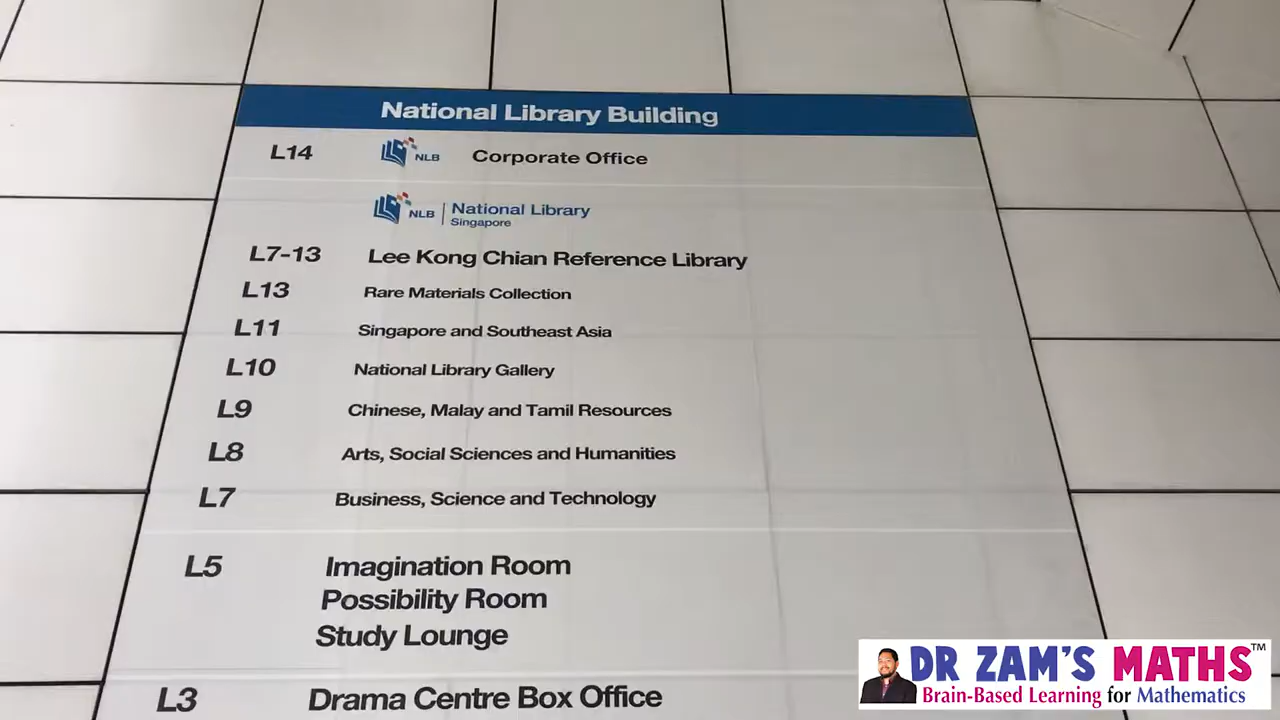 National Library Building
L14 NLB Corporate Office
NLB National Library
Singapore
L7-13 Lee Kong Chian Reference Library
L13 Rare Materials Collection
L11 Singapore and Southeast Asia
L10 National Library Gallery
L9 Chinese, Malay and Tamil Resources
L8 Arts, Social Sciences and Humanities
L7 Business, Science and Technology
L5 Imagination Room
Possibility Room
Study Lounge
L3 Drama Centre Box Office
DR ZAM'S MATHS™
Brain-Based Learning for Mathematics